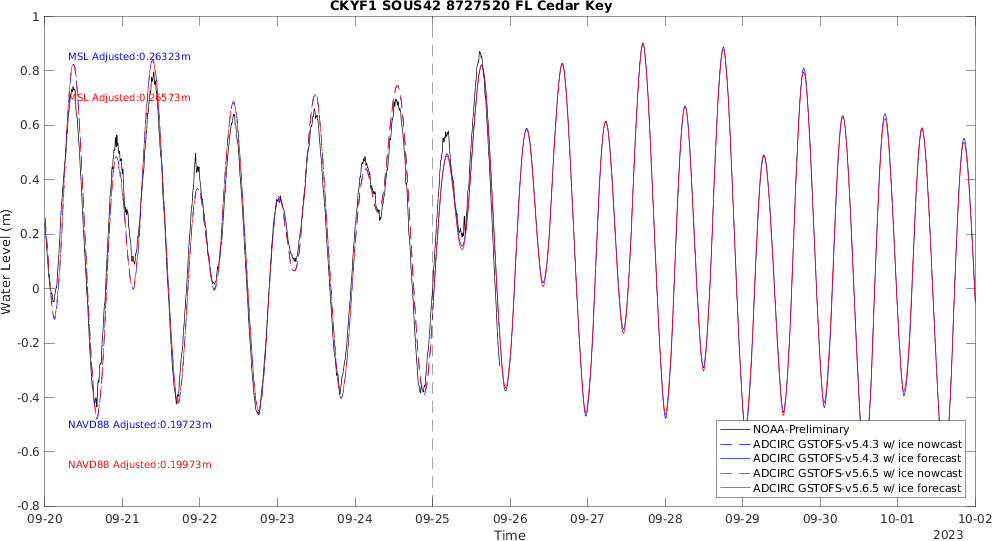 CKYF1 SOUS42 8727520 FL Cedar Key
1
0.8
0.6
0.4
0.2
0
-0.2
-0.4
-0.6
-0.8
Water Level (m)
MSL Adjusted:0.26323m
MSL Adjusted:0.26573m
NAVD88 Adjusted:0.19723m
NAVD88 Adjusted:0.19973m
NOAA-Preliminary
ADCIRC GSTOFS-v5.4.3 w/ ice nowcast
ADCIRC GSTOFS-v5.4.3 w/ ice forecast
ADCIRC GSTOFS-v5.6.5 w/ ice nowcast
ADCIRC GSTOFS-v5.6.5 w/ ice forecast
09-20 09-21 09-22 09-23 09-24 09-25 09-26 09-27 09-28 09-29 09-30 10-01 10-02
Time
2023